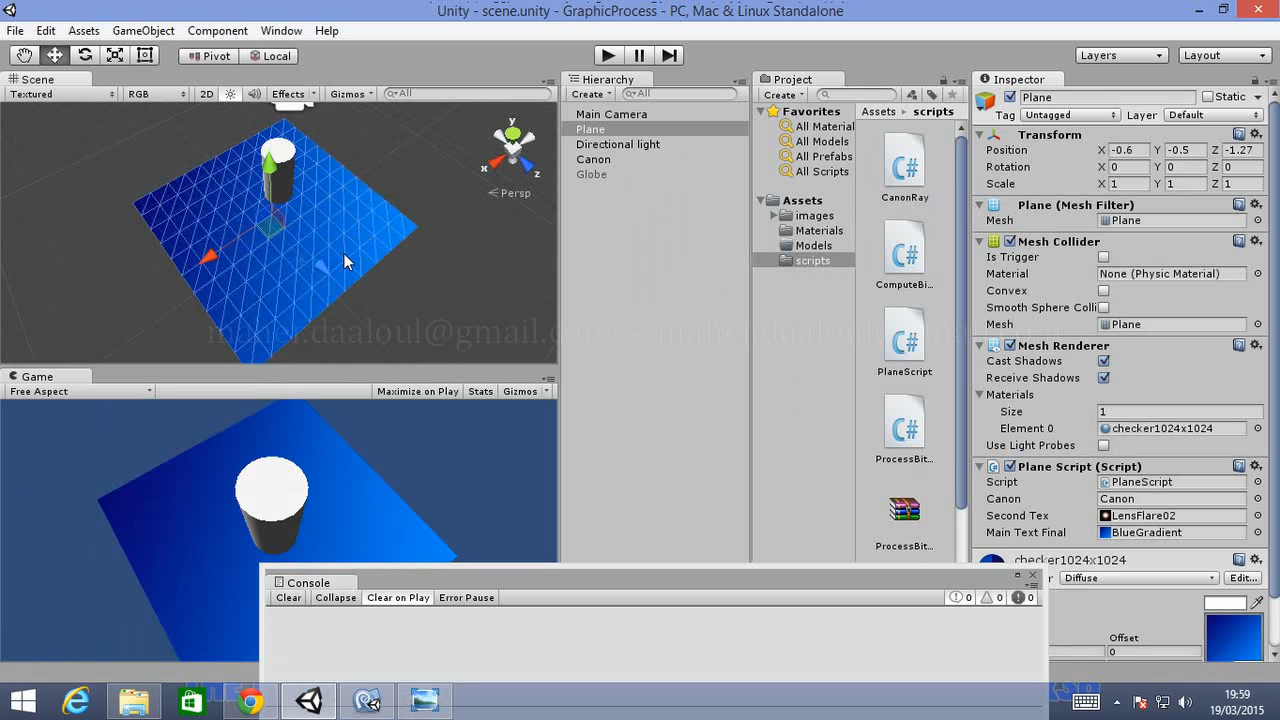 Unity - scene.unity - GraphicProcess - PC, Mac & Linux Standalone
File Edit Assets GameObject Component Window Help
Pivot Local Layers Layout
Scene
Textured RGB 2D Effects Gizmos All
y
x
z
Persp
Game
Free Aspect Maximize on Play Stats Gizmos
Hierarchy
Create All
Main Camera
Plane
Directional light
Canon
Globe
Project
Create
Favorites
All Material
All Models
All Prefabs
All Scripts
Assets
images
Materials
Models
scripts
Assets scripts
C#
CanonRay
C#
ComputeBi...
C#
PlaneScript
C#
ProcessBit...
ProcessBit...
Inspector
Plane Static
Tag Untagged Layer Default
Transform
Position X -0.6 Y -0.5 Z -1.27
Rotation X 0 Y 0 Z 0
Scale X 1 Y 1 Z 1
Plane (Mesh Filter)
Mesh Plane
Mesh Collider
Is Trigger
Material None (Physic Material)
Convex
Smooth Sphere Colli
Mesh Plane
Mesh Renderer
Cast Shadows
Receive Shadows
Materials
Size 1
Element 0 checker1024x1024
Use Light Probes
Plane Script (Script)
Script PlaneScript
Canon Canon
Second Tex LensFlare02
Main Text Final BlueGradient
checker1024x1024
Diffuse Edit...
Offset
0
maher.daaloul@gmail.com - maher.daaloul@gmail.com
Console
Clear Collapse Clear on Play Error Pause 0 0 0
19:59
19/03/2015